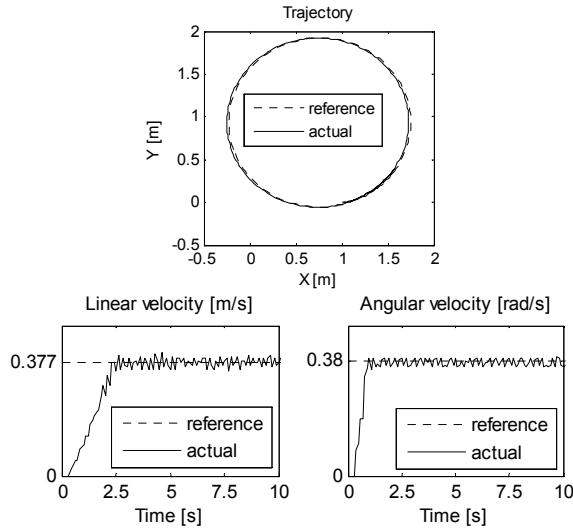 Trajectory
2
1.5
1
0.5
0
-0.5
Y [m]
reference
actual
-0.5 0 0.5 1 1.5 2
X [m]
Linear velocity [m/s]
0.377
0
reference
actual
0 2.5 5 7.5 10
Time [s]
Angular velocity [rad/s]
0.38
0
reference
actual
0 2.5 5 7.5 10
Time [s]